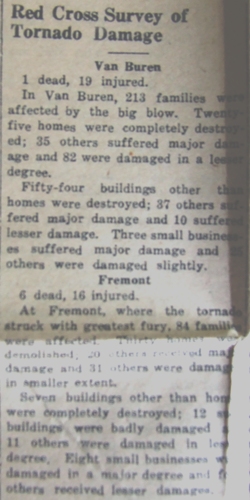 Red Cross Survey of
Tornado Damage
Van Buren
1 dead, 19 injured.
In Van Buren, 213 families
affected by the big blow.
five homes were completely
ed; 35 others suffered major
age and 82 were damaged in a
degree.
Fifty-four buildings other
homes were destroyed; 37 others
fered major damage and 10
lesser damage. Three small
es suffered major damage and
others were damaged slightly.
Fremont
6 dead, 16 injured.
At Fremont, where the
struck with greatest fury, 84
were affected. Thirty
demolished, 20 others received
damage and 31 others were
in smaller extent.
Seven buildings other than
were completely destroyed; 12
buildings were badly damaged
11 others were damaged in
degree. Eight small businesses
damaged in a major degree and
others received lesser damages.